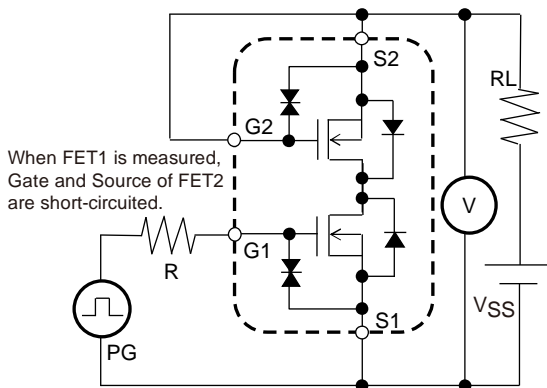 S2
RL
G2
When FET1 is measured,
Gate and Source of FET2
are short-circuited.
V
G1
R
VSS
S1
PG